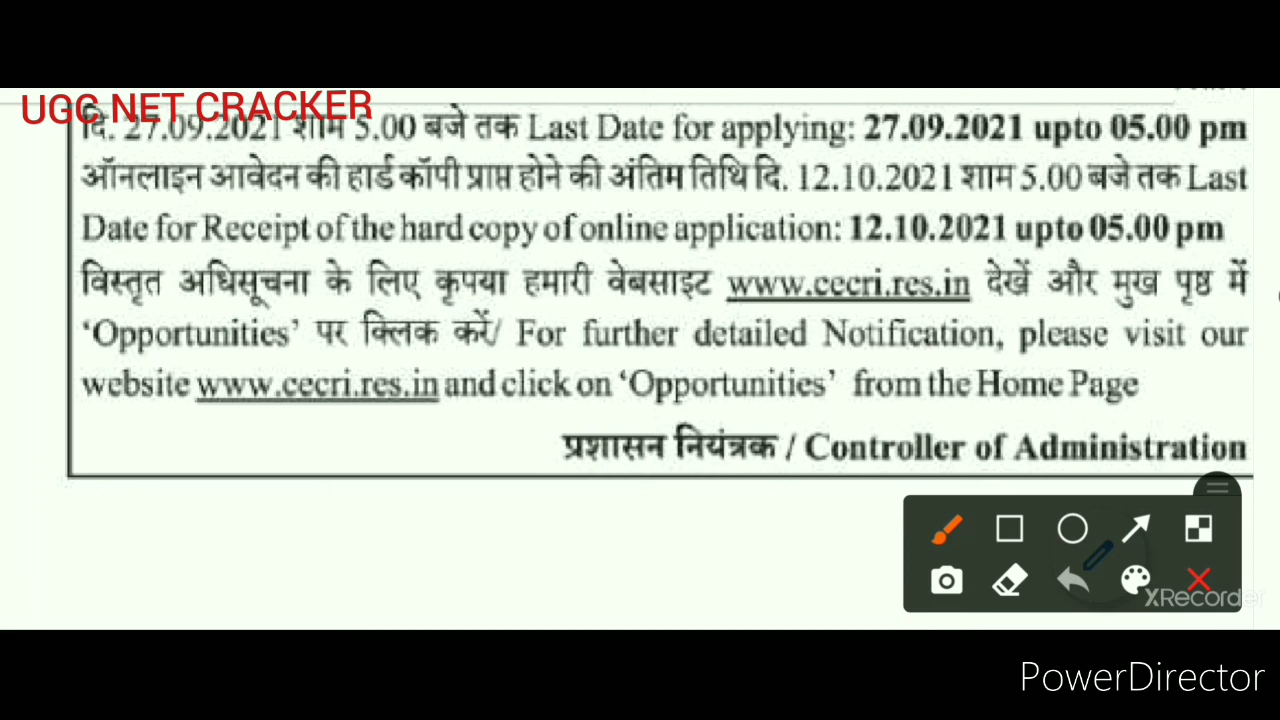 UGC NET CRACKER
दि. 27.09.2021 शाम 5.00 बजे तक Last Date for applying: 27.09.2021 upto 05.00 pm
ऑनलाइन आवेदन की हार्ड कॉपी प्राप्त होने की अंतिम तिथि दि. 12.10.2021 शाम 5.00 बजे तक Last
Date for Receipt of the hard copy of online application: 12.10.2021 upto 05.00 pm
विस्तृत अधिसूचना के लिए कृपया हमारी वेबसाइट www.cecri.res.in देखें और मुख पृष्ठ में
‘Opportunities’ पर क्लिक करें/ For further detailed Notification, please visit our
website www.cecri.res.in and click on ‘Opportunities’ from the Home Page
प्रशासन नियंत्रक / Controller of Administration
XRecorder
PowerDirector